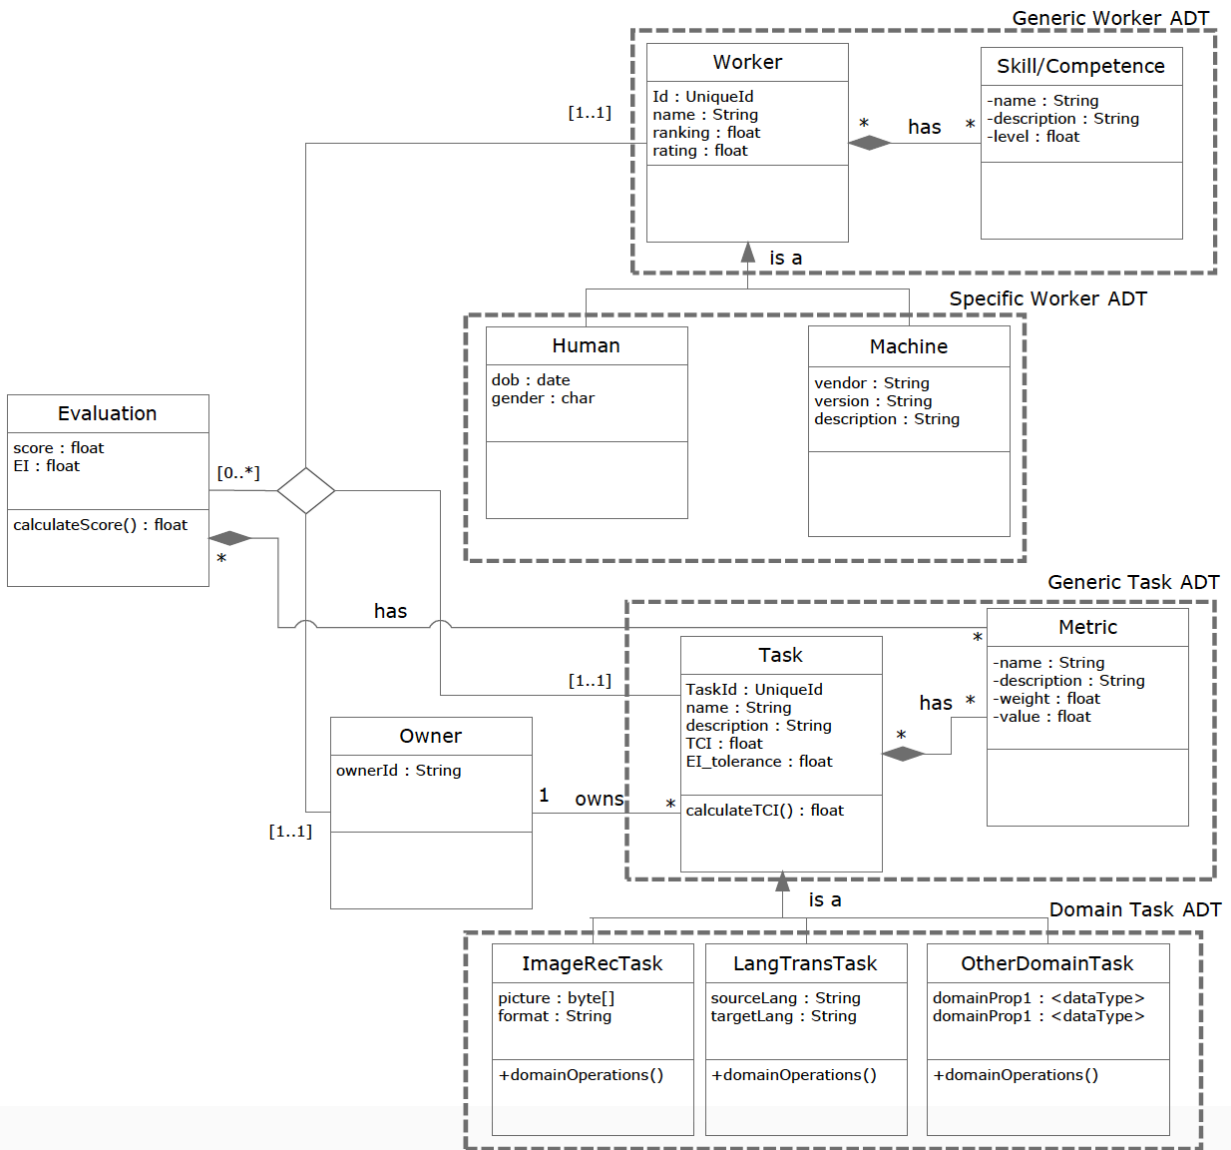 Generic Worker ADT
Worker
Id : UniqueId
name : String
ranking : float
rating : float
Skill/Competence
-name : String
-description : String
-level : float
[1..1]
* has *
is a
Specific Worker ADT
Human
dob : date
gender : char
Machine
vendor : String
version : String
description : String
Evaluation
score : float
EI : float
calculateScore() : float
[0..*]
*
has
*
Generic Task ADT
Metric
-name : String
-description : String
-weight : float
-value : float
Task
TaskId : UniqueId
name : String
description : String
TCI : float
EI_tolerance : float
calculateTCI() : float
[1..1]
has *
*
Owner
ownerId : String
1 owns *
[1..1]
is a
Domain Task ADT
ImageRecTask
picture : byte[]
format : String
+domainOperations()
LangTransTask
sourceLang : String
targetLang : String
+domainOperations()
OtherDomainTask
domainProp1 : <dataType>
domainProp1 : <dataType>
+domainOperations()